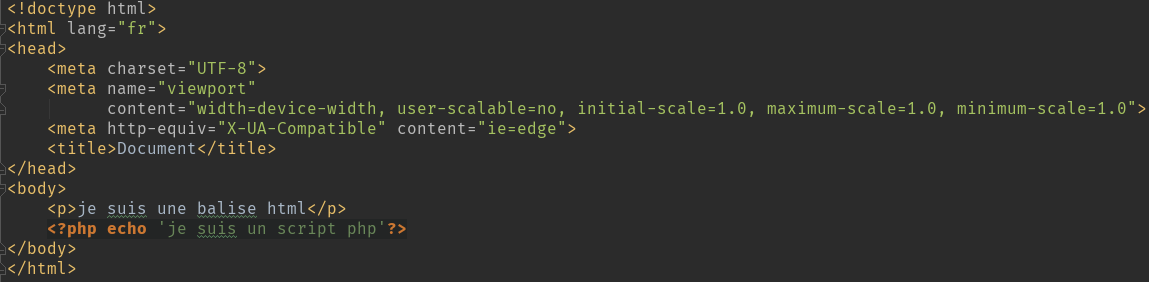 <!doctype html>
<html lang="fr">
<head>
    <meta charset="UTF-8">
    <meta name="viewport"
          content="width=device-width, user-scalable=no, initial-scale=1.0, maximum-scale=1.0, minimum-scale=1.0">
    <meta http-equiv="X-UA-Compatible" content="ie=edge">
    <title>Document</title>
</head>
<body>
    <p>je suis une balise html</p>
    <?php echo 'je suis un script php'?>
</body>
</html>